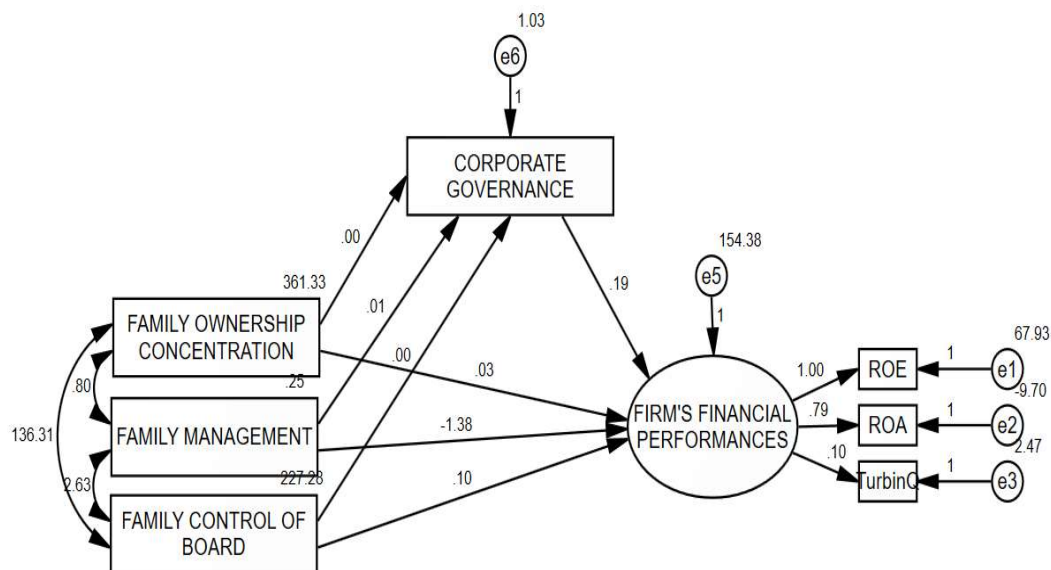 1.03
e6
1
CORPORATE
GOVERNANCE
154.38
e5
.00
361.33
.19
1
.01
FAMILY OWNERSHIP
CONCENTRATION
.00
.03
67.93
1.00
ROE
1
e1
.80
.25
FIRM'S FINANCIAL
PERFORMANCES
-9.70
.79
ROA
1
e2
136.31
FAMILY MANAGEMENT
-1.38
2.47
.10
TurbinQ
1
e3
2.63
227.28
.10
FAMILY CONTROL OF
BOARD